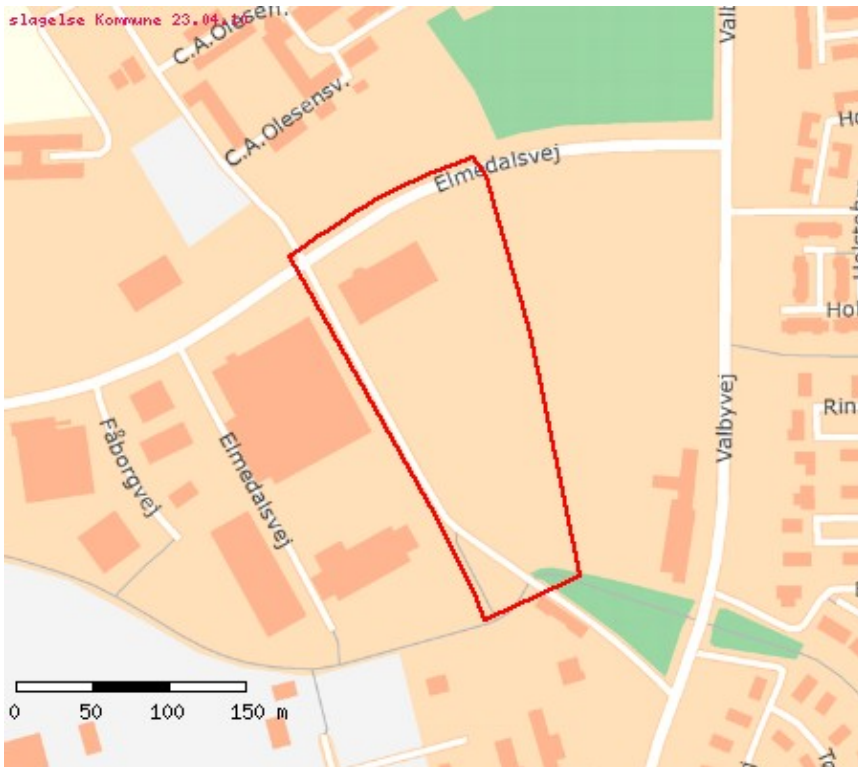 slagelse Kommune 23.04.
C.A.Olesensv.
C.A.Olesensv.
Elmedalsvej
Valbyvej
Elmedalsvej
Fåborgvej
0 50 100 150 m